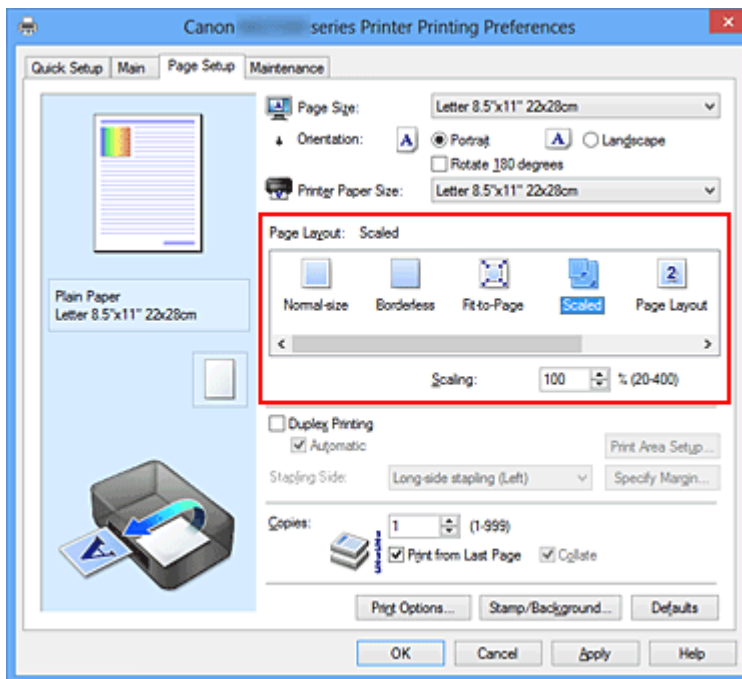 Canon series Printer Printing Preferences
Quick Setup Main Page Setup Maintenance
Page Size: Letter 8.5"x11" 22x28cm
Orientation: A Portrait A Landscape
Rotate 180 degrees
Printer Paper Size: Letter 8.5"x11" 22x28cm
Page Layout: Scaled
2
Normal-size Borderless Fit-to-Page Scaled Page Layout
Scaling: 100 % (20-400)
Plain Paper
Letter 8.5"x11" 22x28cm
Duplex Printing
Automatic Print Area Setup...
Stapling Side: Long-side stapling (Left) Specify Margin...
Copies: 1 (1-999)
Print from Last Page Collate
A
Print Options... Stamp/Background... Defaults
OK Cancel Apply Help